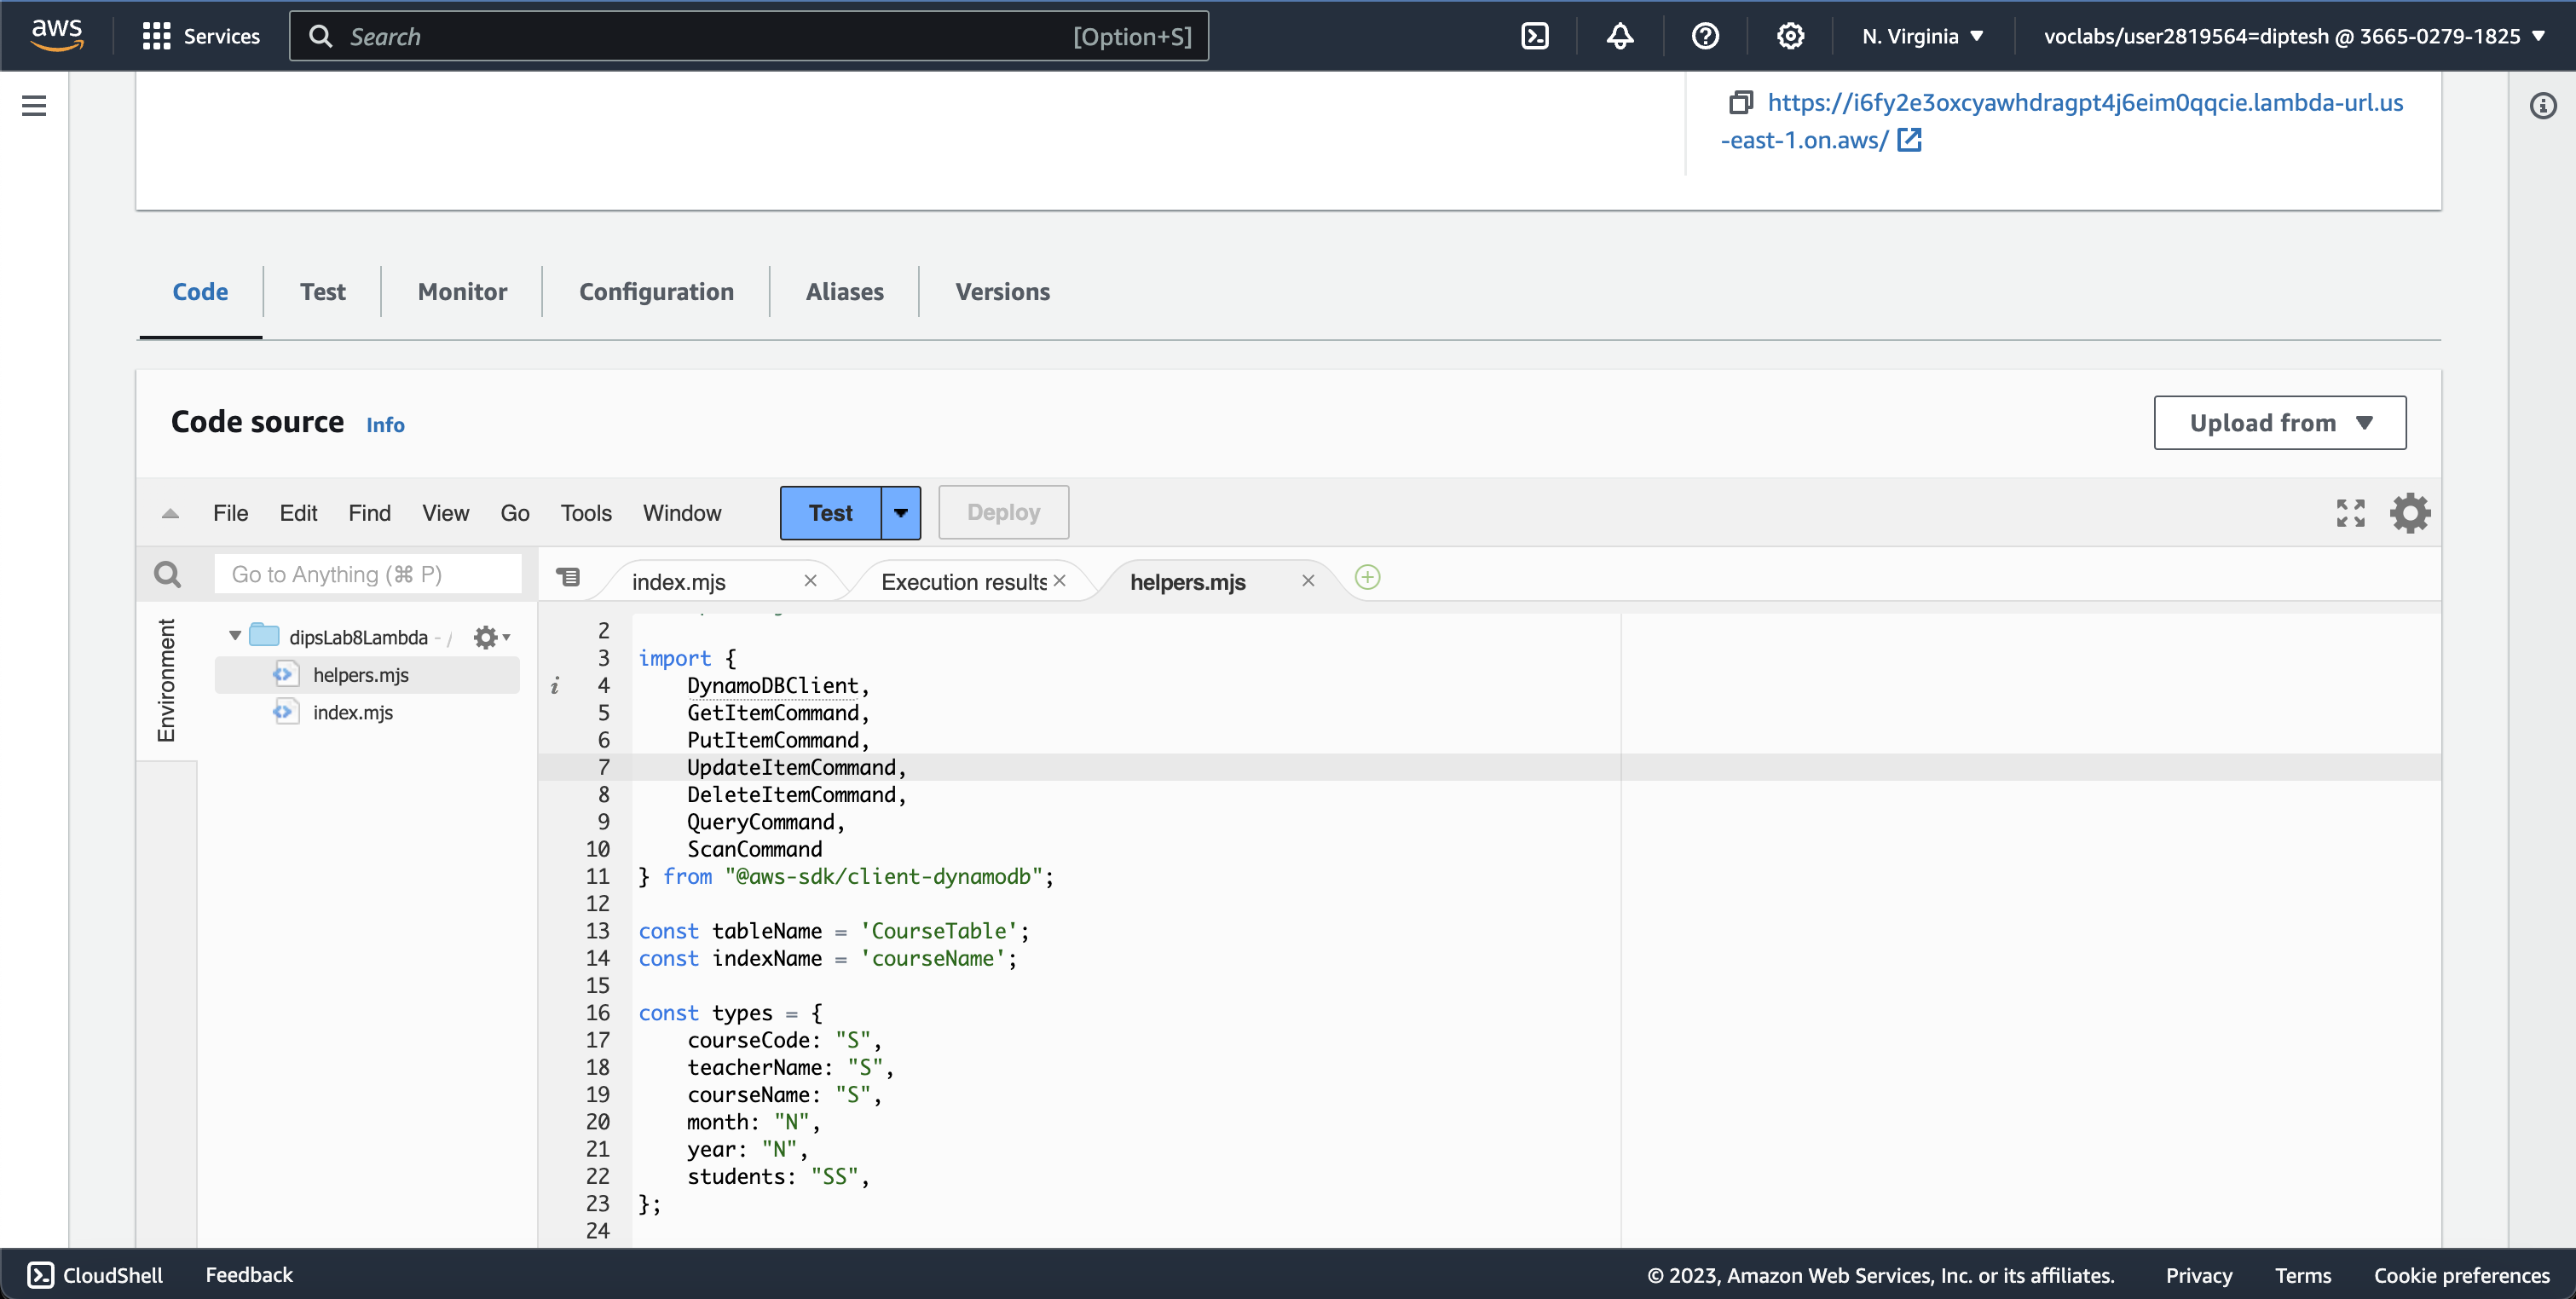 aws
Services
Search
[Option+S]
N. Virginia
voclabs/user2819564=diptesh @ 3665-0279-1825
https://i6fy2e3oxcyawhdragpt4j6eim0qqcie.lambda-url.us
-east-1.on.aws/
Code
Test
Monitor
Configuration
Aliases
Versions
Code source
Info
Upload from
File
Edit
Find
View
Go
Tools
Window
Test
Deploy
Go to Anything (⌘ P)
index.mjs
Execution results
helpers.mjs
Environment
dipsLab8Lambda - /
helpers.mjs
index.mjs
2
3 import {
4 DynamoDBClient,
5 GetItemCommand,
6 PutItemCommand,
7 UpdateItemCommand,
8 DeleteItemCommand,
9 QueryCommand,
10 ScanCommand
11 } from "@aws-sdk/client-dynamodb";
12
13 const tableName = 'CourseTable';
14 const indexName = 'courseName';
15
16 const types = {
17 courseCode: "S",
18 teacherName: "S",
19 courseName: "S",
20 month: "N",
21 year: "N",
22 students: "SS",
23 };
24
CloudShell
Feedback
© 2023, Amazon Web Services, Inc. or its affiliates.
Privacy
Terms
Cookie preferences